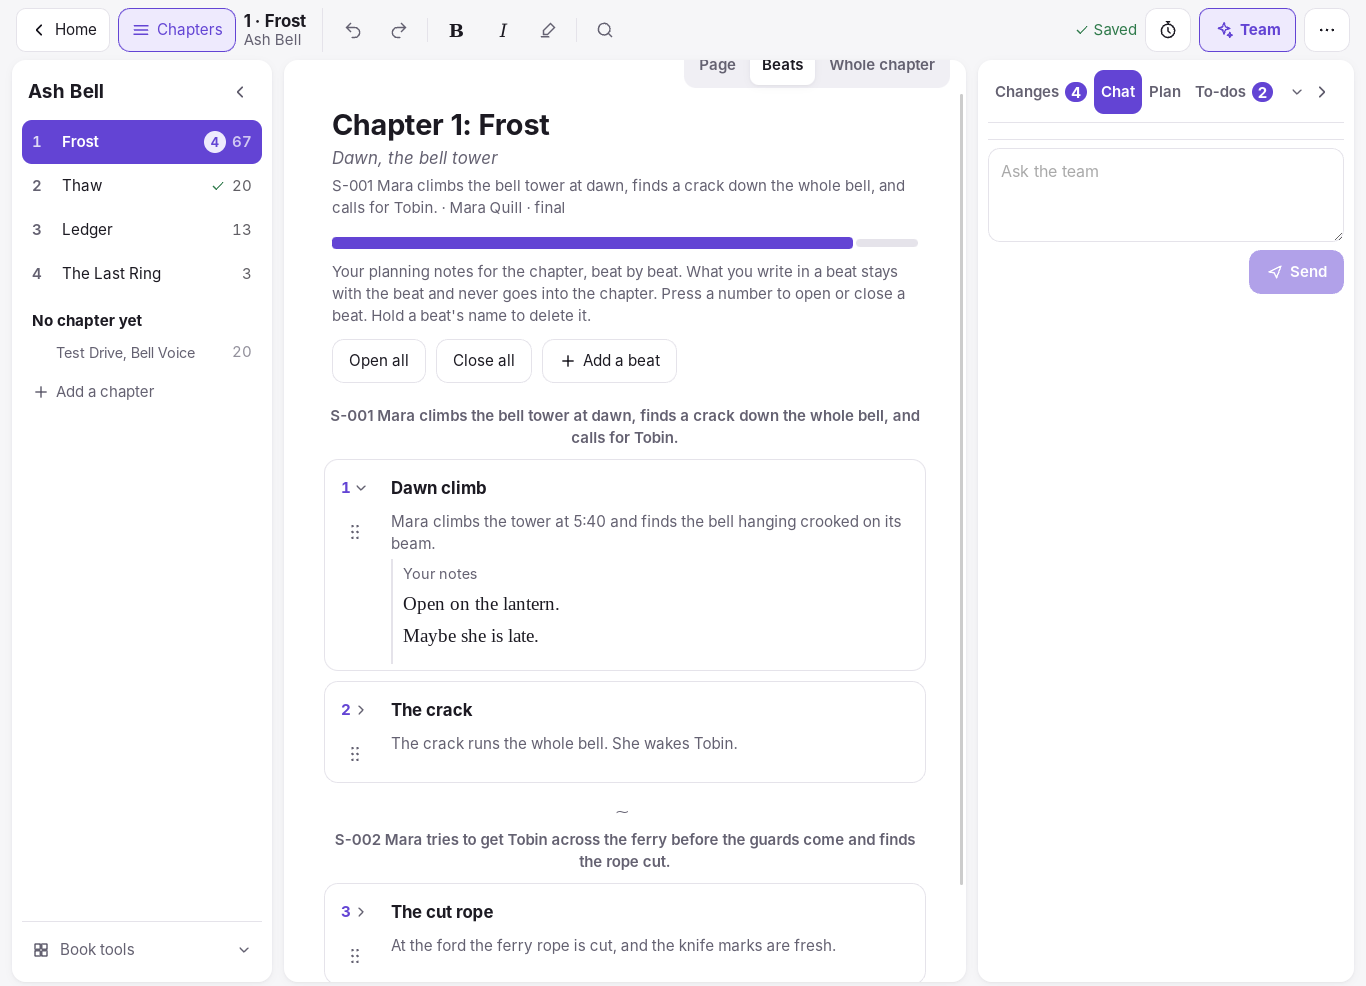 Home
Chapters
1 · Frost
Ash Bell
B
I
Saved
Team
Ash Bell
1 Frost 4 67
2 Thaw 20
3 Ledger 13
4 The Last Ring 3
No chapter yet
Test Drive, Bell Voice 20
Add a chapter
Book tools
Page Beats Whole chapter
Chapter 1: Frost
Dawn, the bell tower
S-001 Mara climbs the bell tower at dawn, finds a crack down the whole bell, and
calls for Tobin. · Mara Quill · final
Your planning notes for the chapter, beat by beat. What you write in a beat stays
with the beat and never goes into the chapter. Press a number to open or close a
beat. Hold a beat's name to delete it.
Open all
Close all
Add a beat
S-001 Mara climbs the bell tower at dawn, finds a crack down the whole bell, and
calls for Tobin.
1 Dawn climb
Mara climbs the tower at 5:40 and finds the bell hanging crooked on its
beam.
Your notes
Open on the lantern.
Maybe she is late.
2 The crack
The crack runs the whole bell. She wakes Tobin.
~
S-002 Mara tries to get Tobin across the ferry before the guards come and finds
the rope cut.
3 The cut rope
At the ford the ferry rope is cut, and the knife marks are fresh.
Changes 4 Chat Plan To-dos 2
Ask the team
Send